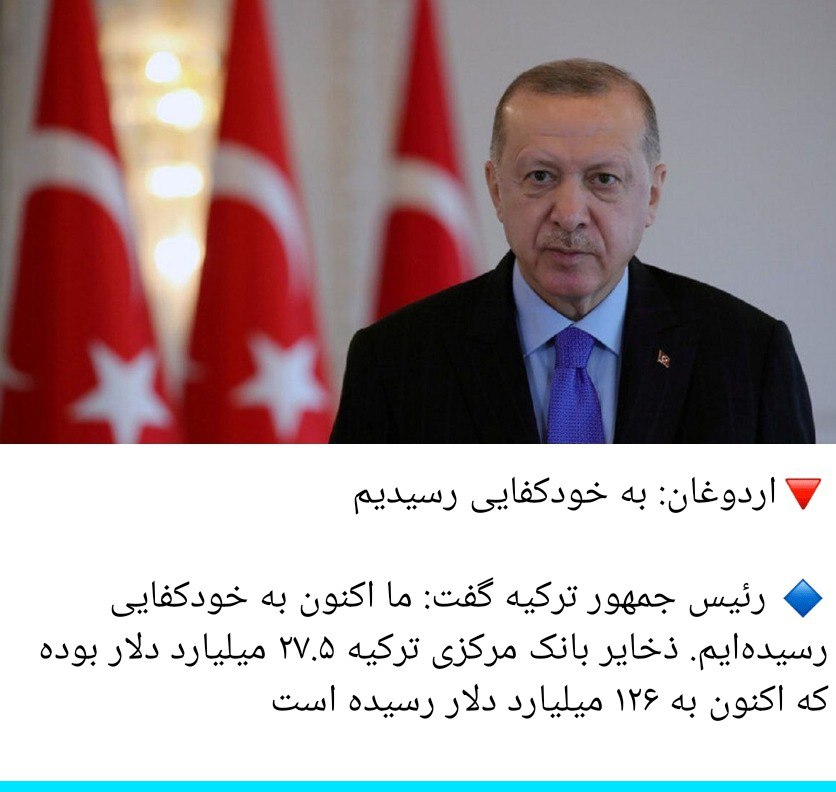 🔻اردوغان: به خودکفایی رسیدیم
🔷 رئیس جمهور ترکیه گفت: ما اکنون به خودکفایی
رسیده‌ایم. ذخایر بانک مرکزی ترکیه ۲۷.۵ میلیارد دلار بوده
که اکنون به ۱۲۶ میلیارد دلار رسیده است